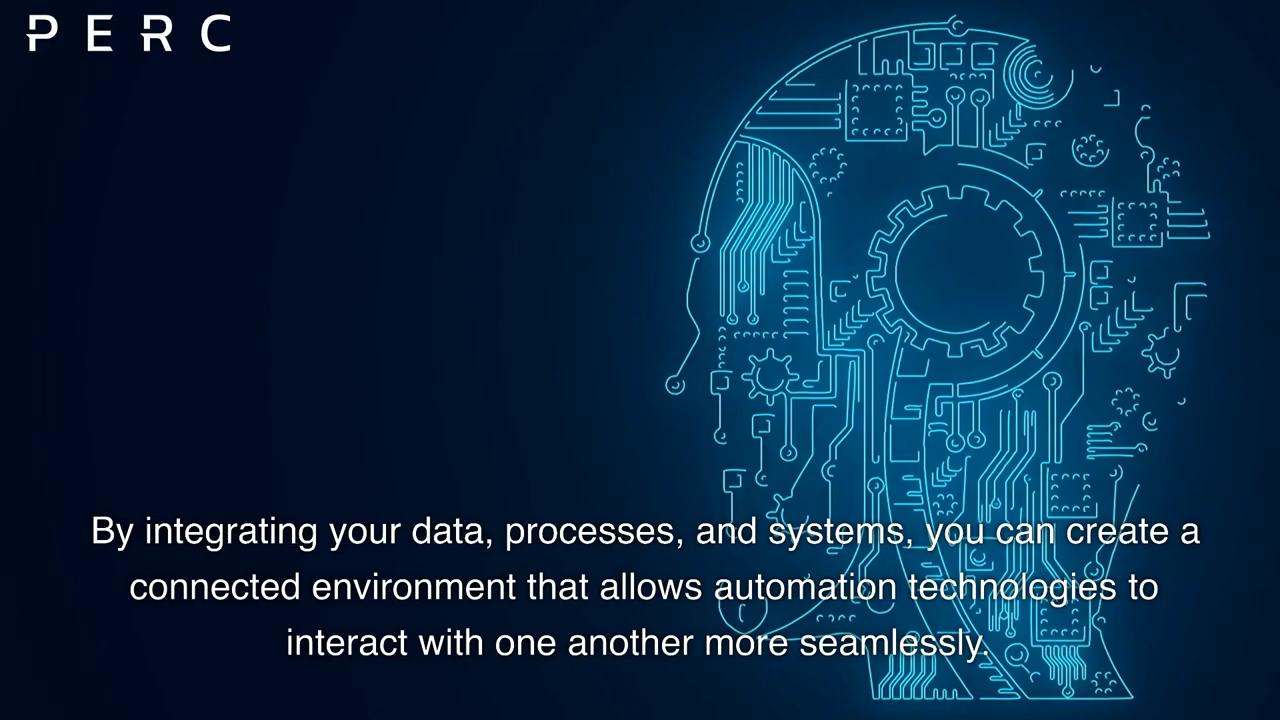 PERC
By integrating your data, processes, and systems, you can create a
connected environment that allows automation technologies to
interact with one another more seamlessly.